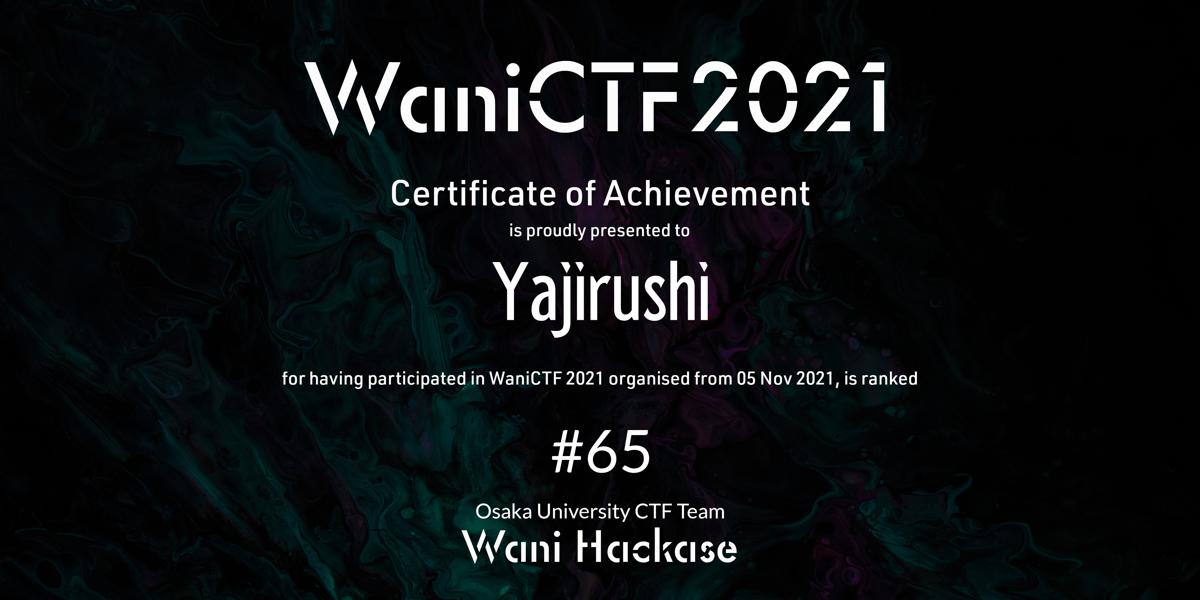 WaniCTF2021
Certificate of Achievement
is proudly presented to
Yajirushi
for having participated in WaniCTF 2021 organised from 05 Nov 2021, is ranked
#65
Osaka University CTF Team
Wani Hackase